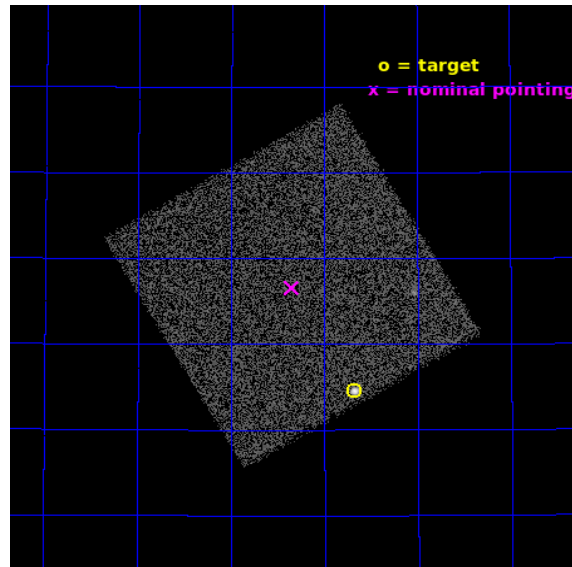 o = target
x = nominal pointing